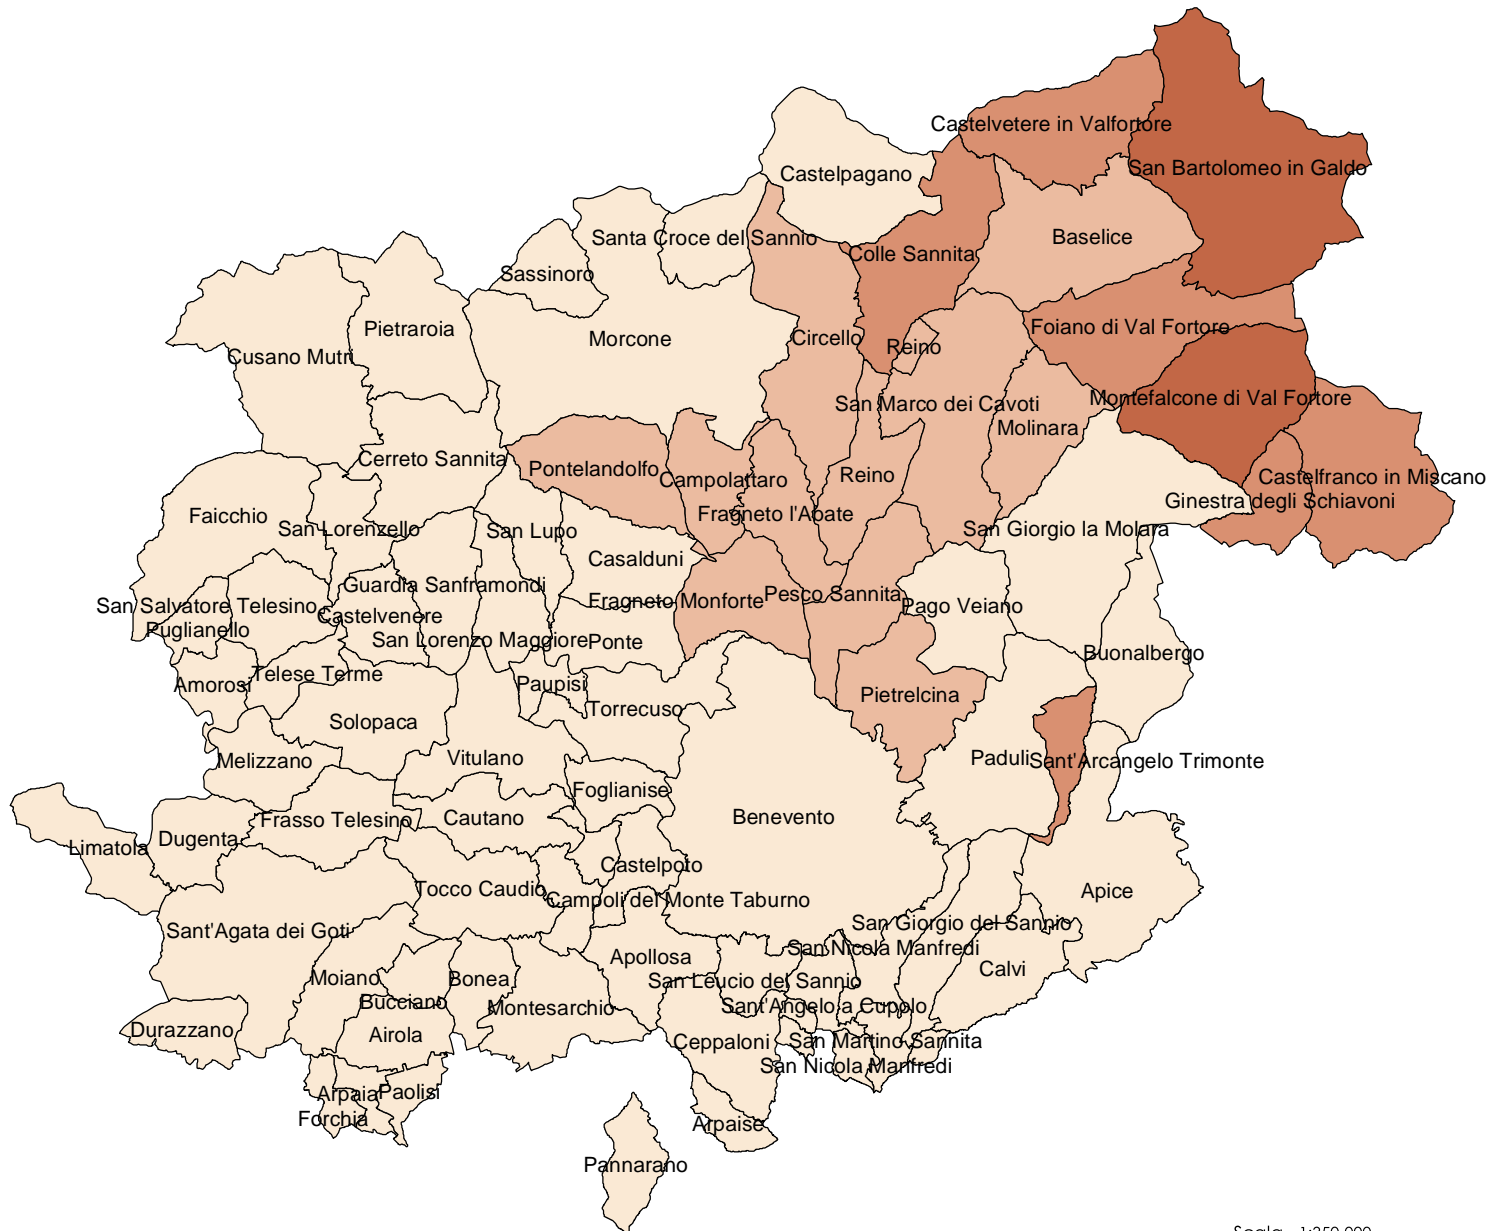 Castelvetere in Valfortore
San Bartolomeo in Galdo
Castelpagano
Santa Croce del Sannio
Baselice
Colle Sannita
Sassinoro
Pietraroia
Foiano di Val Fortore
Morcone
Circello
Reino
Cusano Mutri
Montefalcone di Val Fortore
San Marco dei Cavoti
Molinara
Cerreto Sannita
Pontelandolfo
Campolattaro
Reino
Castelfranco in Miscano
Ginestra degli Schiavoni
Faicchio
Fragneto l'Abate
San Lorenzello
San Lupo
San Giorgio la Molara
Casalduni
Guardia Sanframondi
Pesco Sannita
Fragneto Monforte
San Salvatore Telesino
Pago Veiano
Castelvenere
Puglianello
San Lorenzo Maggiore
Ponte
Buonalbergo
Telese Terme
Amorosi
Paupisi
Pietrelcina
Torrecuso
Solopaca
Vitulano
Paduli
Sant'Arcangelo Trimonte
Melizzano
Foglianise
Benevento
Cautano
Frasso Telesino
Dugenta
Limatola
Castelpoto
Tocco Caudio
Apice
Campoli del Monte Taburno
San Giorgio del Sannio
Sant'Agata dei Goti
San Nicola Manfredi
Apollosa
Calvi
Moiano
Bonea
San Leucio del Sannio
Bucciano
Montesarchio
Sant'Angelo a Cupolo
Durazzano
Airola
Ceppaloni
San Martino Sannita
San Nicola Manfredi
Arpaia
Paolisi
Forchia
Arpaise
Pannarano